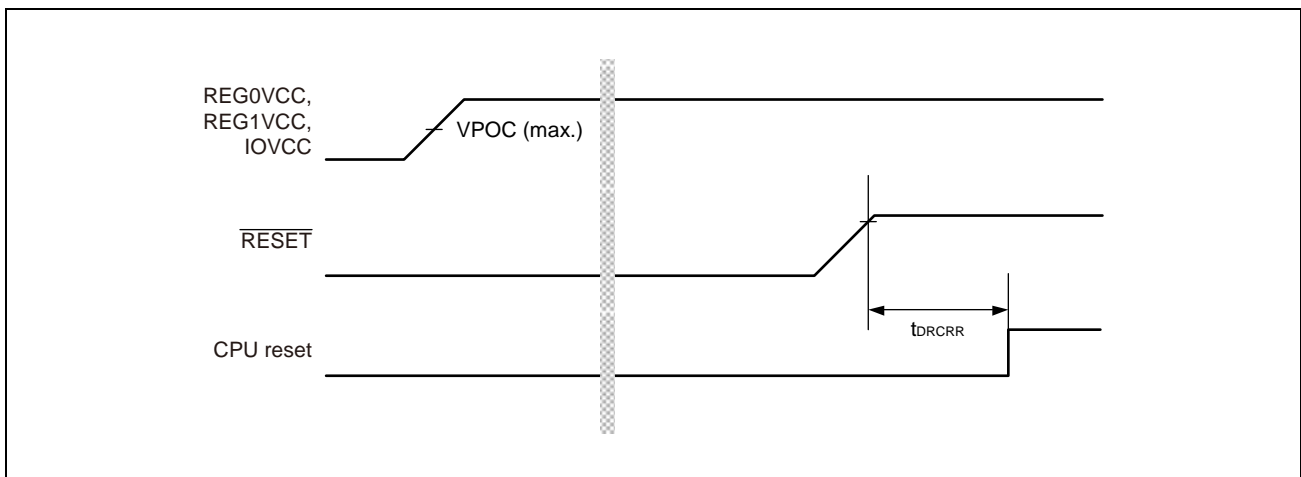 REG0VCC,
REG1VCC,
IOVCC
VPOC (max.)
RESET
tDRCRR
CPU reset